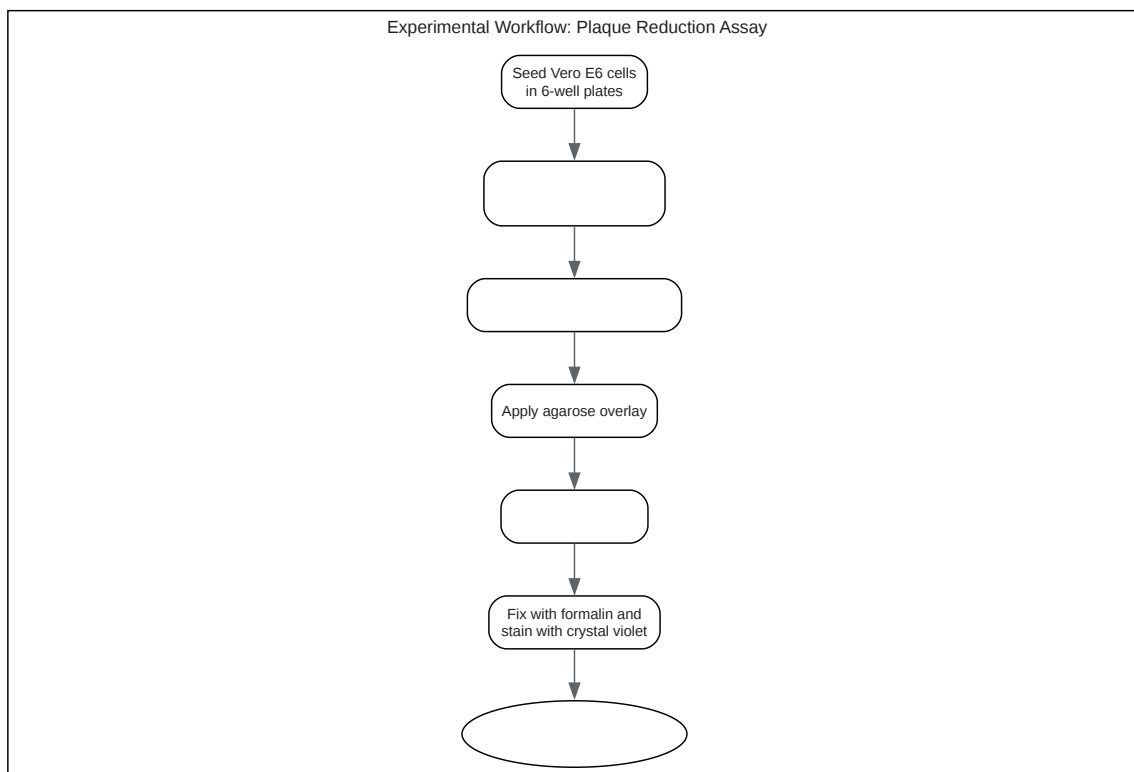 Experimental Workflow: Plaque Reduction Assay
Seed Vero E6 cells
in 6-well plates
Apply agarose overlay
Fix with formalin and
stain with crystal violet